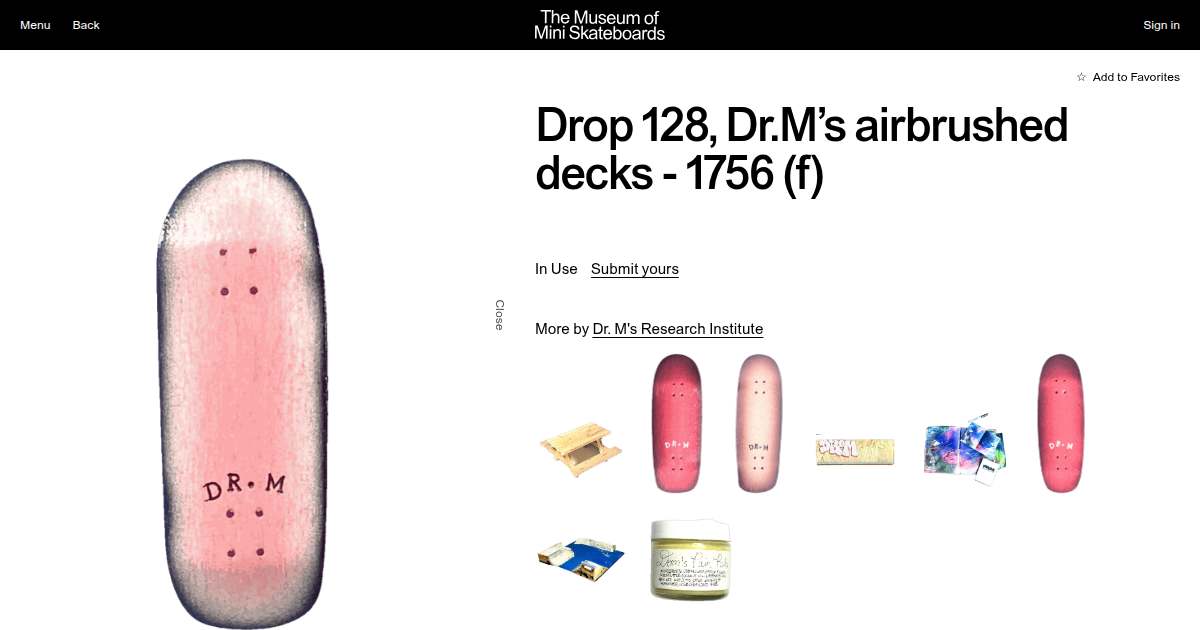 Menu
Back
The Museum of
Mini Skateboards
Sign in
☆ Add to Favorites
Drop 128, Dr.M’s airbrushed
decks - 1756 (f)
In Use Submit yours
Close
More by Dr. M's Research Institute
DR•M
DR•M
DR•M
DR•M